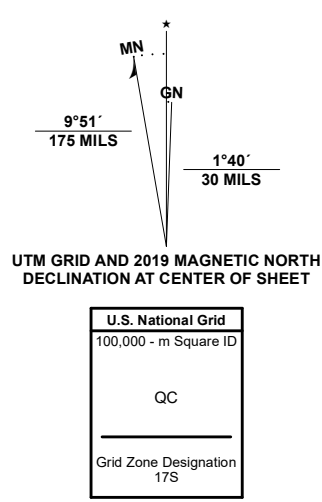 ★
MN
GN
9°51´
175 MILS
1°40´
30 MILS
UTM GRID AND 2019 MAGNETIC NORTH
DECLINATION AT CENTER OF SHEET
U.S. National Grid
100,000 - m Square ID
QC
Grid Zone Designation
17S